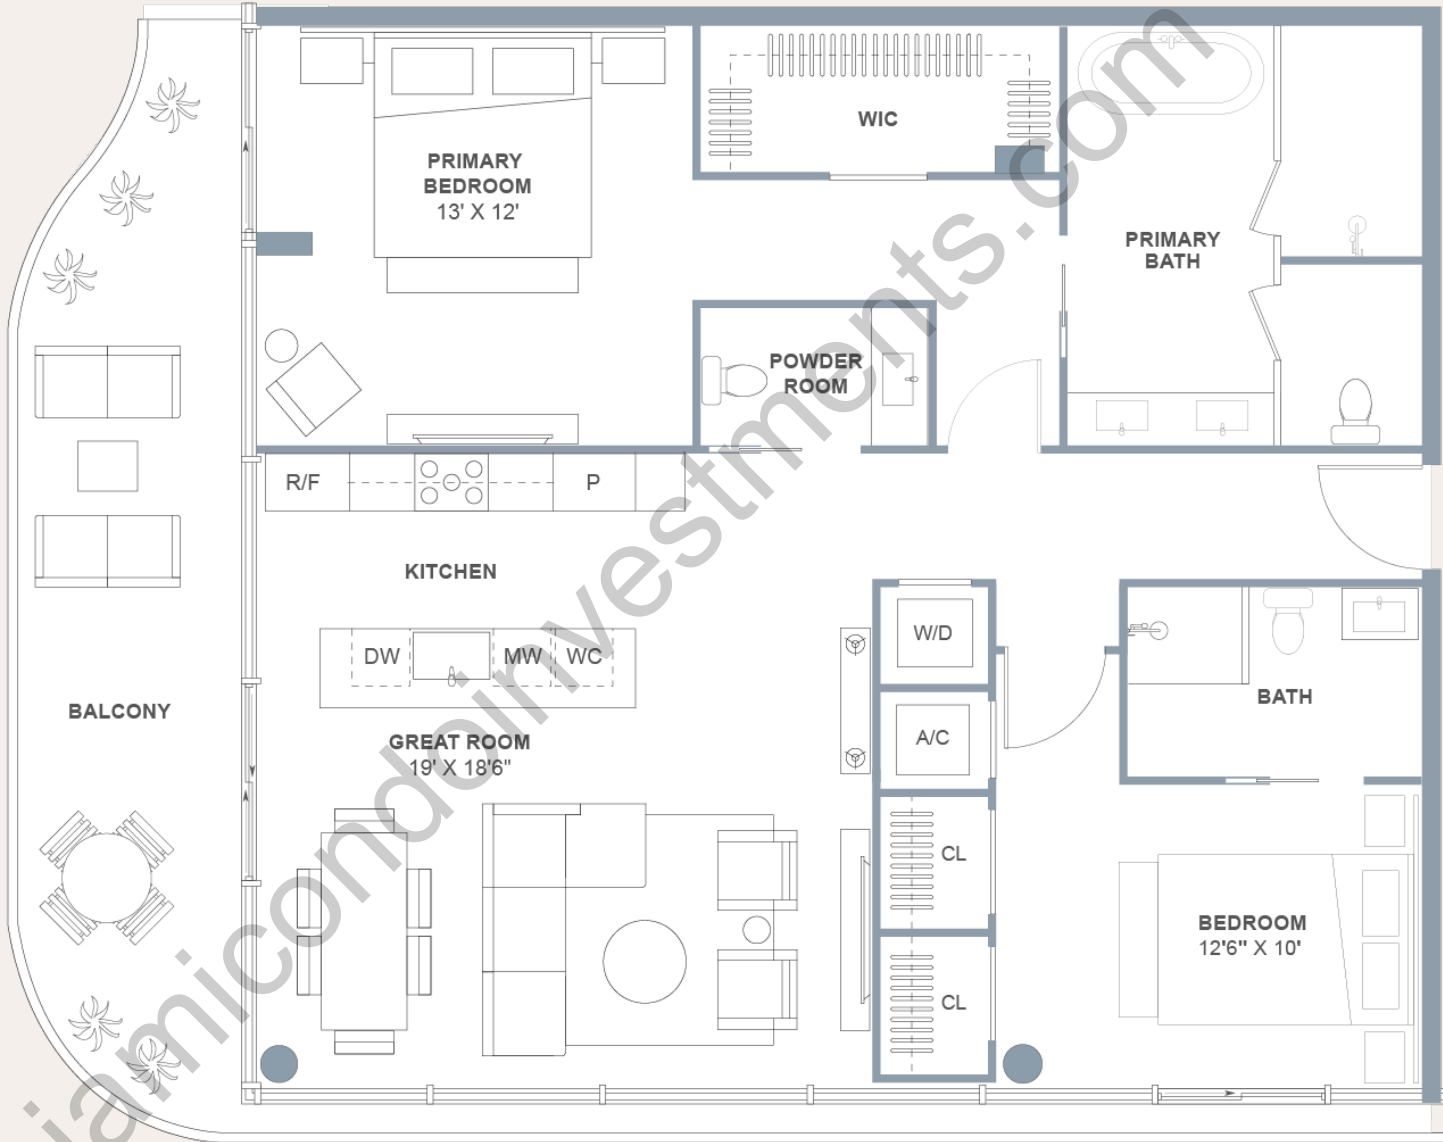 WIC
PRIMARY
BEDROOM
13' X 12'
PRIMARY
BATH
POWDER
ROOM
R/F
P
KITCHEN
DW
MW
WC
W/D
BALCONY
BATH
GREAT ROOM
19' X 18'6"
A/C
CL
BEDROOM
12'6" X 10'
CL
iamicondoinvestments.com